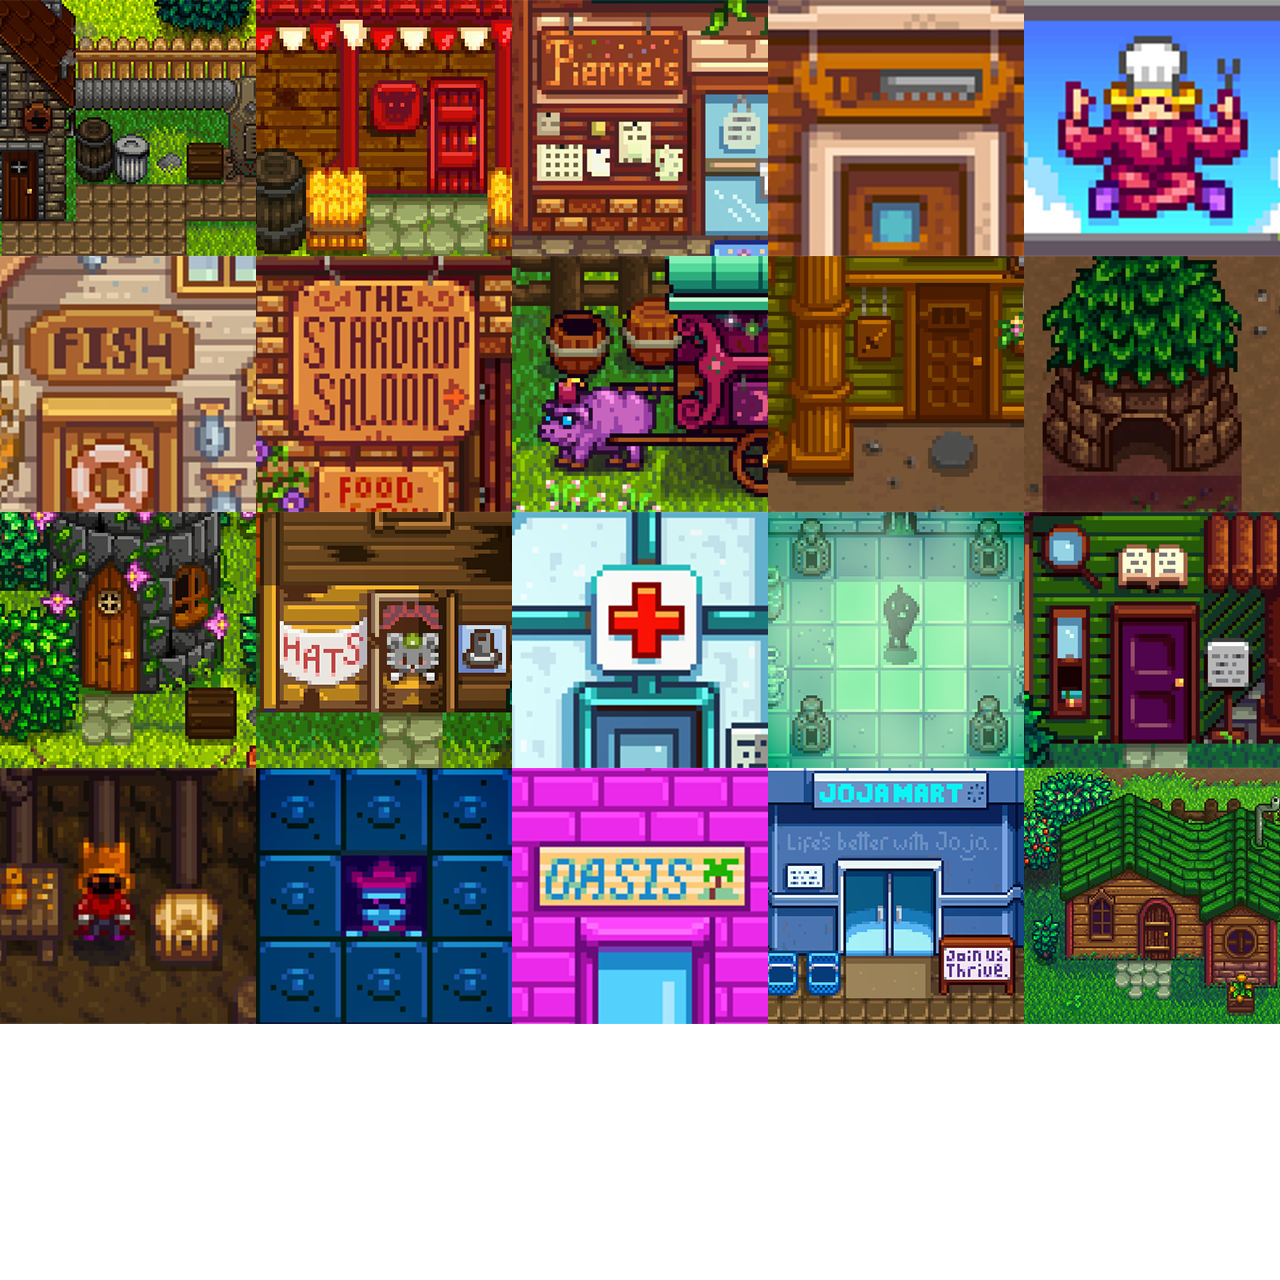 Pierre's
FISH
THE
STARDROP
SALOON
FOOD
HATS
OASIS
JOJAMART
Life's better with Joja.
Join us.
Thrive.